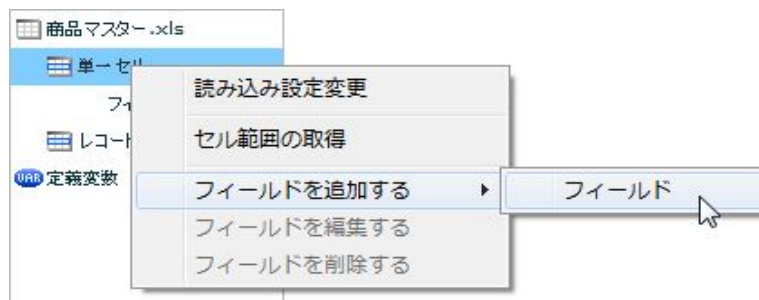 商品マスター.xls
単一セル
読み込み設定変更
フィ
レコード
セル範囲の取得
VAR 定義変数
フィールドを追加する
フィールド
フィールドを編集する
フィールドを削除する